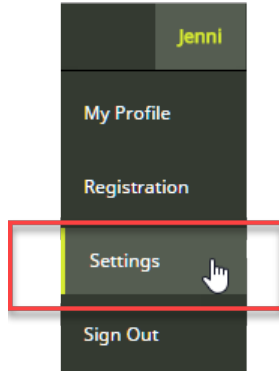 Jenni
My Profile
Registration
Settings
Sign Out